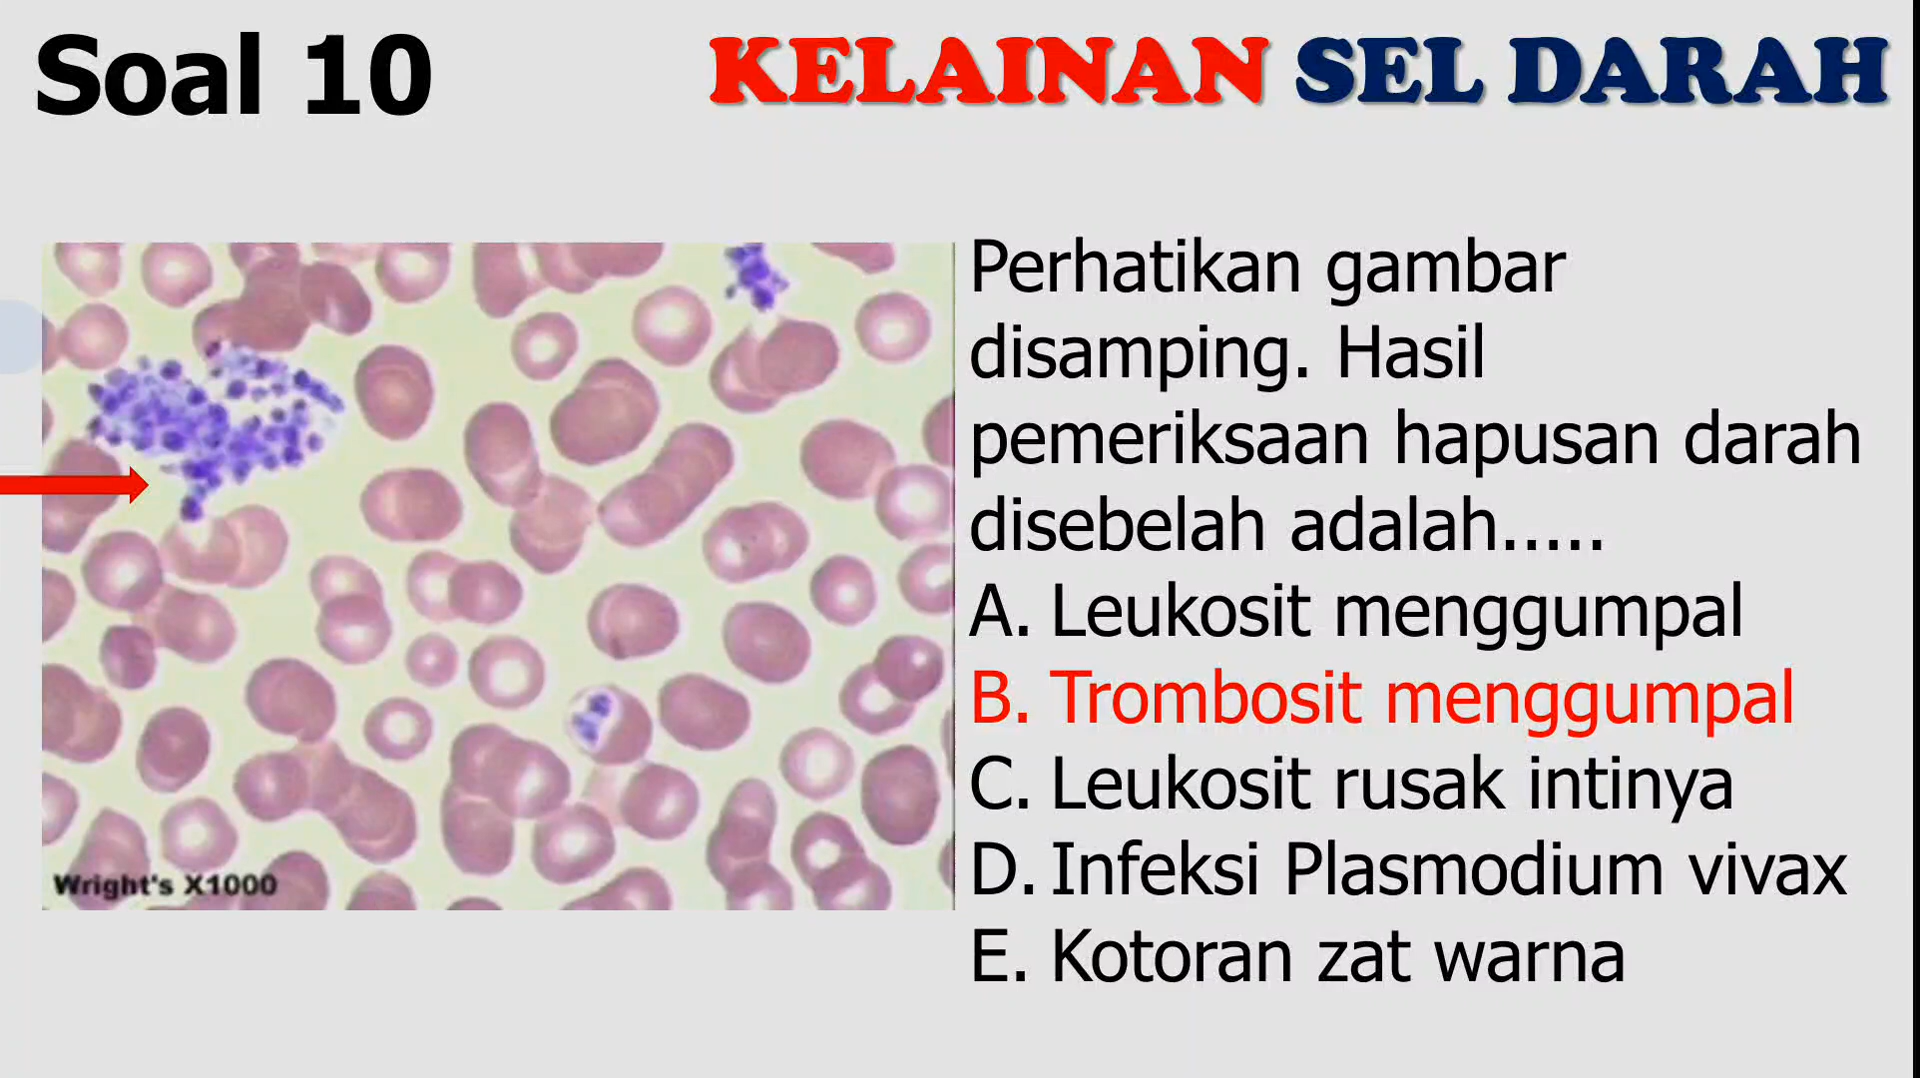 Soal 10
KELAINAN SEL DARAH
Perhatikan gambar
disamping. Hasil
pemeriksaan hapusan darah
disebelah adalah.....
A. Leukosit menggumpal
B. Trombosit menggumpal
C. Leukosit rusak intinya
D. Infeksi Plasmodium vivax
E. Kotoran zat warna
Wright's X1000